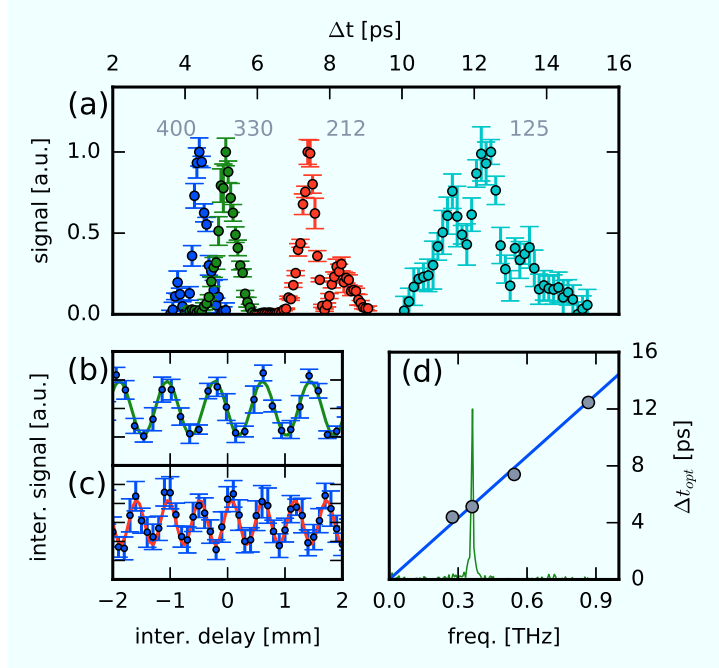 Δt [ps]
2 4 6 8 10 12 14 16
(a)
400 330 212 125
signal [a.u.]
1.0
0.5
0.0
(b)
(c)
inter. signal [a.u.]
−2 −1 0 1 2
inter. delay [mm]
(d)
16
12
8
4
0
Δt_opt [ps]
0.0 0.3 0.6 0.9
freq. [THz]